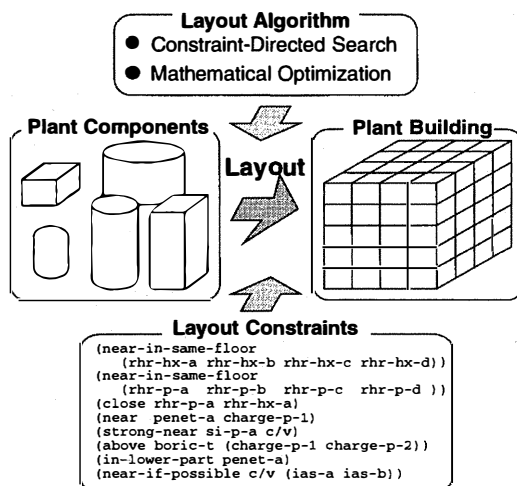 Layout Algorithm
● Constraint-Directed Search
● Mathematical Optimization
Plant Components
Layout
Plant Building
Layout Constraints
(near-in-same-floor
(rhr-hx-a rhr-hx-b rhr-hx-c rhr-hx-d))
(near-in-same-floor
(rhr-p-a rhr-p-b rhr-p-c rhr-p-d ))
(close rhr-p-a rhr-hx-a)
(near penet-a charge-p-1)
(strong-near si-p-a c/v)
(above boric-t (charge-p-1 charge-p-2))
(in-lower-part penet-a)
(near-if-possible c/v (ias-a ias-b))